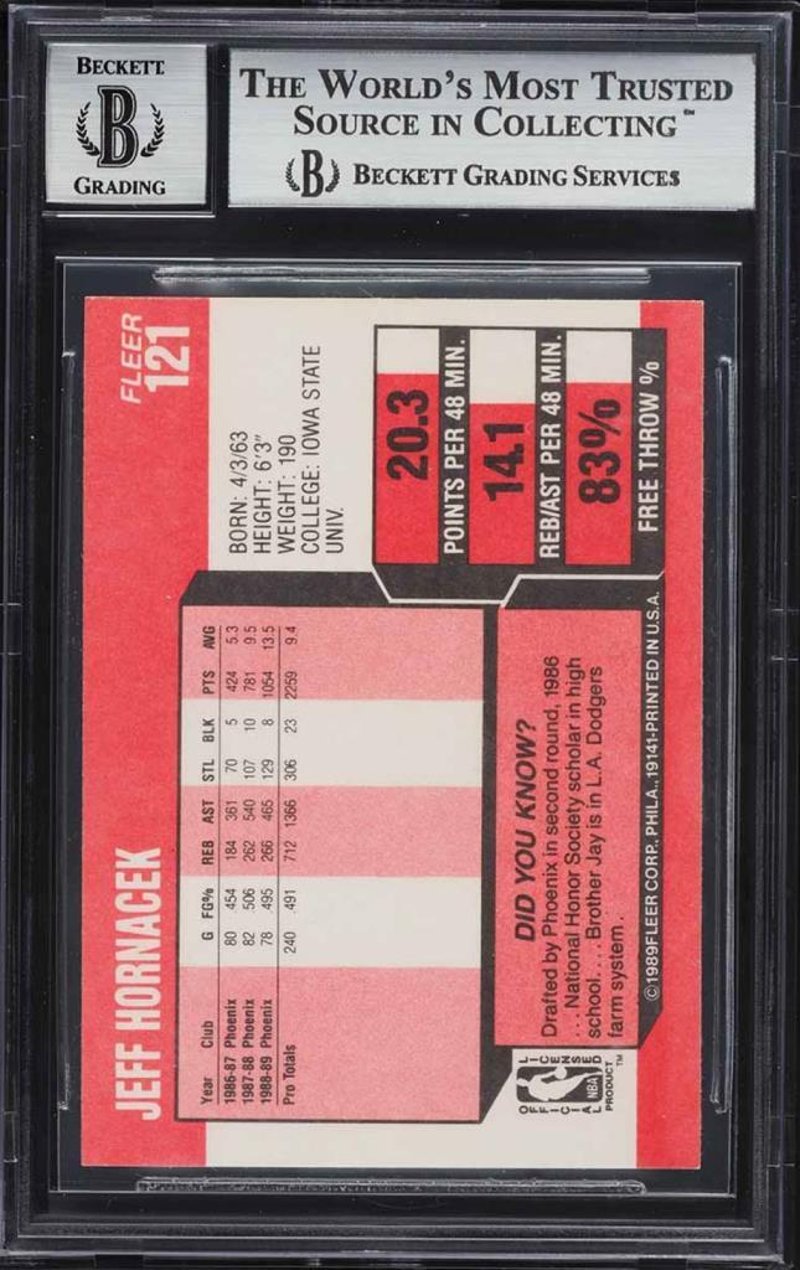 BECKETT
B
GRADING
THE WORLD'S MOST TRUSTED
SOURCE IN COLLECTING™
B BECKETT GRADING SERVICES
JEFF HORNACEK
FLEER
121
BORN: 4/3/63
HEIGHT: 6'3"
WEIGHT: 190
COLLEGE: IOWA STATE
UNIV.
Year Club G FG% REB AST STL BLK PTS AVG
1986-87 Phoenix 80 .454 184 361 70 5 424 5.3
1987-88 Phoenix 82 .506 262 540 107 10 781 9.5
1988-89 Phoenix 78 .495 266 465 129 8 1054 13.5
Pro Totals 240 .491 712 1366 306 23 2259 9.4
20.3
POINTS PER 48 MIN.
14.1
REB/AST PER 48 MIN.
83%
FREE THROW %
DID YOU KNOW?
Drafted by Phoenix in second round, 1986
. . . National Honor Society scholar in high
school. . . . Brother Jay is in L.A. Dodgers
farm system.
OFFICIAL LICENSED
NBA
PRODUCT™
©1989FLEER CORP., PHILA., 19141-PRINTED IN U.S.A.